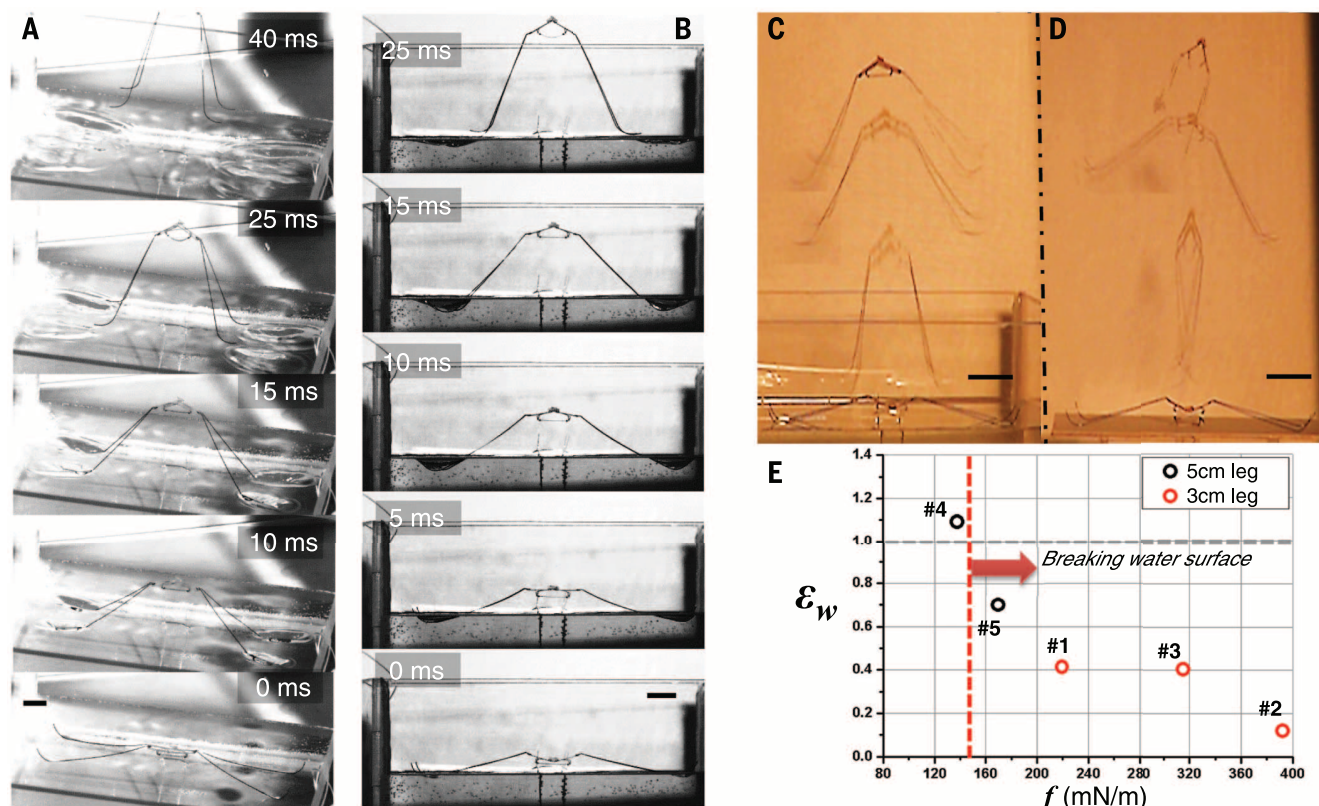 A
40 ms
25 ms
15 ms
10 ms
0 ms
B
25 ms
15 ms
10 ms
5 ms
0 ms
C
D
E
5cm leg
3cm leg
#4
Breaking water surface
#5
#1
#3
#2
εw
1.4
1.2
1.0
0.8
0.6
0.4
0.2
0.0
80 120 160 200 240 280 320 360 400
f (mN/m)